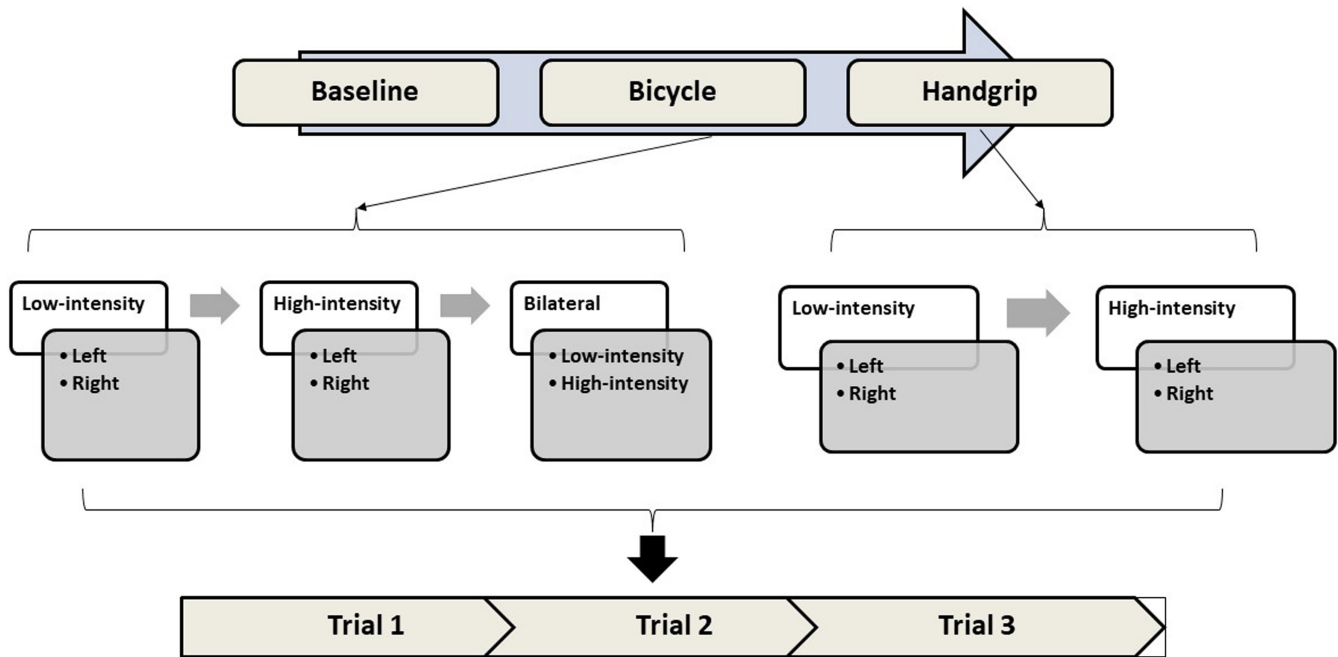 Baseline
Bicycle
Handgrip
Low-intensity
• Left
• Right
High-intensity
• Left
• Right
Bilateral
• Low-intensity
• High-intensity
Low-intensity
• Left
• Right
High-intensity
• Left
• Right
Trial 1
Trial 2
Trial 3